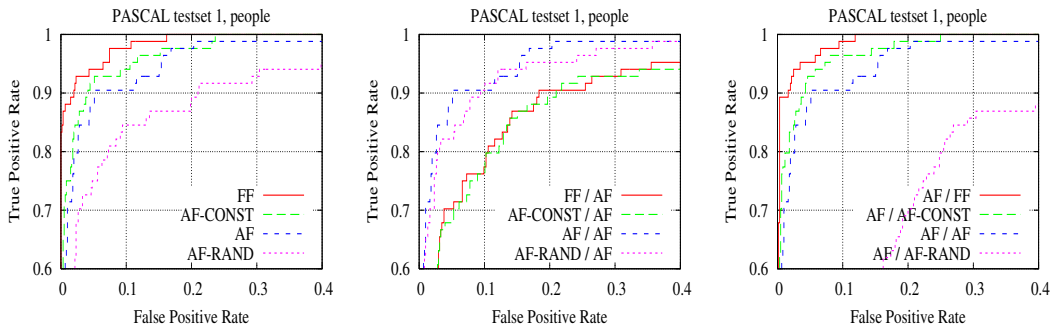 PASCAL testset 1, people
1
0.9
0.8
0.7
0.6
True Positive Rate
FF
AF-CONST
AF
AF-RAND
0 0.1 0.2 0.3 0.4
False Positive Rate
PASCAL testset 1, people
1
0.9
0.8
0.7
0.6
True Positive Rate
FF / AF
AF-CONST / AF
AF / AF
AF-RAND / AF
0 0.1 0.2 0.3 0.4
False Positive Rate
PASCAL testset 1, people
1
0.9
0.8
0.7
0.6
True Positive Rate
AF / FF
AF / AF-CONST
AF / AF
AF / AF-RAND
0 0.1 0.2 0.3 0.4
False Positive Rate